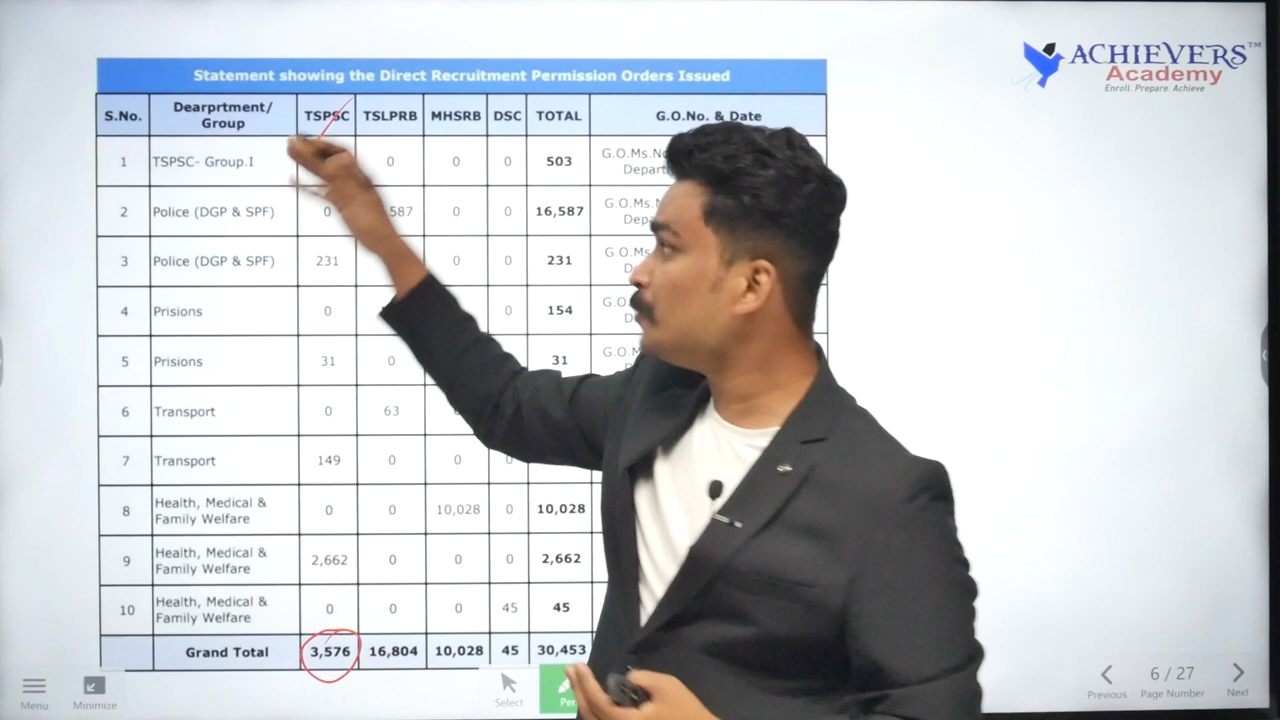 ACHIEVERS™
Academy
Enroll. Prepare. Achieve
Statement showing the Direct Recruitment Permission Orders Issued
S.No. Dearprtment/ Group TSPSC TSLPRB MHSRB DSC TOTAL G.O.No. & Date
1 TSPSC- Group.I 0 0 0 503 G.O.Ms.No
2 Police (DGP & SPF) 0 587 0 0 16,587 G.O.Ms.
3 Police (DGP & SPF) 231 0 0 231 G.O.Ms.
4 Prisions 0 0 154 G.O.
5 Prisions 31 0 31 G.O.M
6 Transport 0 63
7 Transport 149 0 0 0
8 Health, Medical & Family Welfare 0 0 10,028 0 10,028
9 Health, Medical & Family Welfare 2,662 0 0 0 2,662
10 Health, Medical & Family Welfare 0 0 0 45 45
Grand Total 3,576 16,804 10,028 45 30,453
Menu Minimize Select Pen Previous 6 / 27 Page Number Next